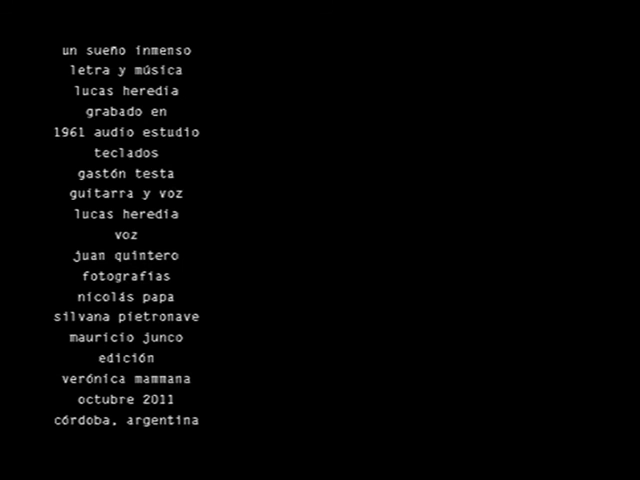 un sueño inmenso
letra y música
lucas heredia
grabado en
1961 audio estudio
teclados
gastón testa
guitarra y voz
lucas heredia
voz
juan quintero
fotografías
nicolás papa
silvana pietronave
mauricio junco
edición
verónica mammana
octubre 2011
córdoba. argentina